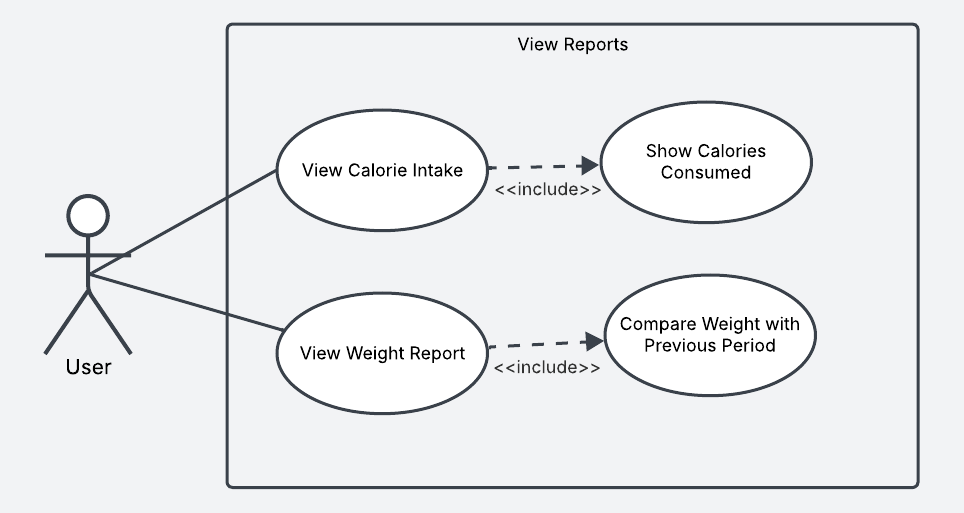 View Reports
View Calorie Intake
<<include>>
Show Calories
Consumed
User
View Weight Report
<<include>>
Compare Weight with
Previous Period